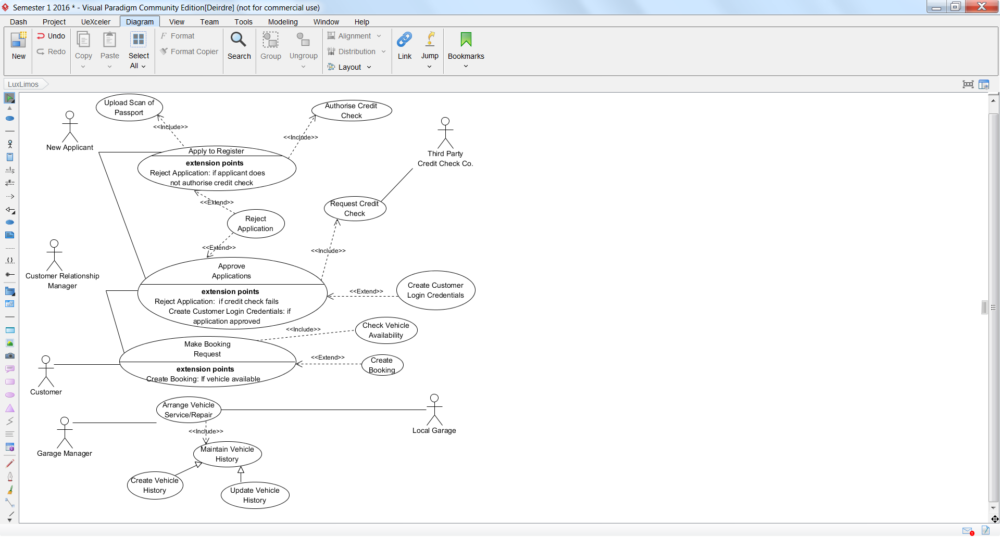 Semester 1 2016 * - Visual Paradigm Community Edition[Deirdre] (not for commercial use)
Dash Project UeXceler Diagram View Team Tools Modeling Window Help
New
Undo
Redo
Copy
Paste
Select
All
Format
Format Copier
Search
Group
Ungroup
Alignment
Distribution
Layout
Link
Jump
Bookmarks
LuxLimos
Upload Scan of
Passport
Authorise Credit
Check
New Applicant
<<Include>>
<<Include>>
Third Party
Credit Check Co.
Apply to Register
extension points
Reject Application: if applicant does
not authorise credit check
<<Extend>>
Request Credit
Check
Reject
Application
<<Extend>>
<<Include>>
Customer Relationship
Manager
Approve
Applications
extension points
Reject Application:  if credit check fails
Create Customer Login Credentials: if
application approved
<<Extend>>
Create Customer
Login Credentials
<<Include>>
Check Vehicle
Availability
Make Booking
Request
extension points
Create Booking: If vehicle available
<<Extend>>
Create
Booking
Customer
Arrange Vehicle
Service/Repair
Local Garage
<<Include>>
Garage Manager
Maintain Vehicle
History
Create Vehicle
History
Update Vehicle
History